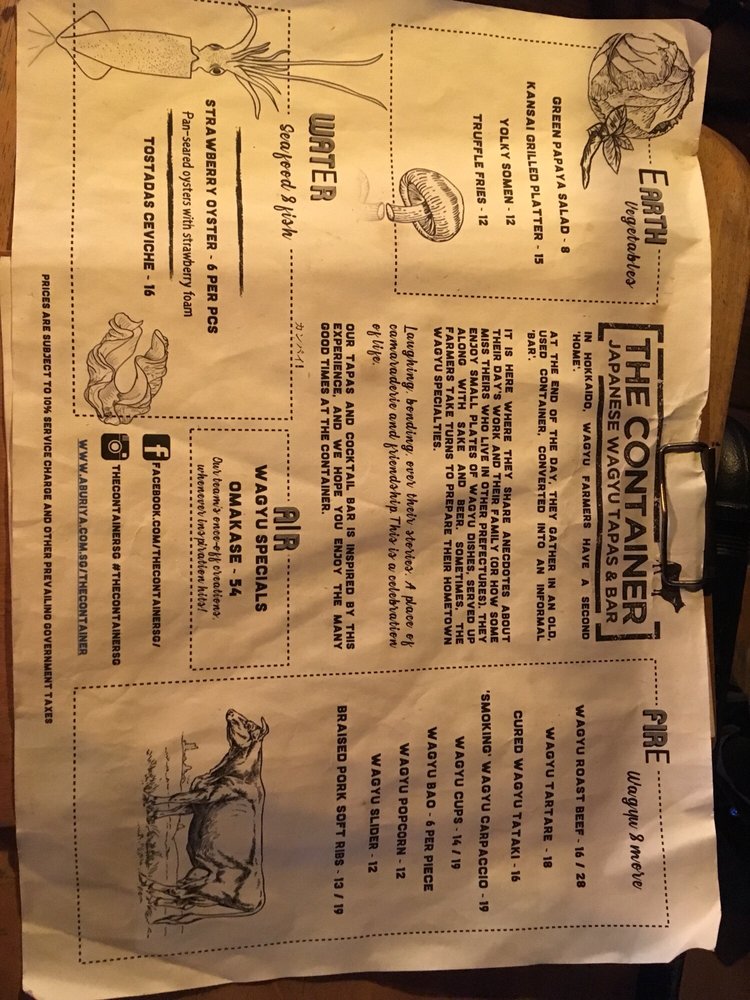 EARTH
Vegetables
GREEN PAPAYA SALAD - 8
KANSAI GRILLED PLATTER - 15
YOLKY SOMEN - 12
TRUFFLE FRIES - 12
WATER
Seafood & fish
STRAWBERRY OYSTER - 6 PER PCS
Pan-seared oysters with strawberry foam
TOSTADAS CEVICHE - 16
THE CONTAINER
JAPANESE WAGYU TAPAS & BAR
IN HOKKAIDO, WAGYU FARMERS HAVE A SECOND
'HOME'.
AT THE END OF THE DAY, THEY GATHER IN AN OLD,
USED CONTAINER, CONVERTED INTO AN INFORMAL
'BAR'.
IT IS HERE WHERE THEY SHARE ANECDOTES ABOUT
THEIR DAY'S WORK AND THEIR FAMILY (OR HOW SOME
MISS THEIRS WHO LIVE IN OTHER PREFECTURES). THEY
ENJOY SMALL PLATES OF WAGYU DISHES, SERVED UP
ALONG WITH SAKE AND BEER. SOMETIMES, THE
FARMERS TAKE TURNS TO PREPARE THEIR HOMETOWN
WAGYU SPECIALTIES.
Laughing, bonding, over their stories. A place of
camaraderie and friendship. This is a celebration
of life.
OUR TAPAS AND COCKTAIL BAR IS INSPIRED BY THIS
EXPERIENCE, AND WE HOPE YOU ENJOY THE MANY
GOOD TIMES AT THE CONTAINER.
カンパイ!
AIR
WAGYU SPECIALS
OMAKASE - 54
Our team's once-off creations,
whenever inspiration hits!
FACEBOOK.COM/THECONTAINERSG/
THECONTAINERSG #THECONTAINERSG
WWW.ABURIYA.COM.SG/THECONTAINER
FIRE
Wagyu & more
WAGYU ROAST BEEF - 16 / 28
WAGYU TARTARE - 18
CURED WAGYU TATAKI - 16
'SMOKING' WAGYU CARPACCIO - 19
WAGYU CUPS - 14 / 19
WAGYU BAO - 6 PER PIECE
WAGYU POPCORN - 12
WAGYU SLIDER - 12
BRAISED PORK SOFT RIBS - 13 / 19
PRICES ARE SUBJECT TO 10% SERVICE CHARGE AND OTHER PREVAILING GOVERNMENT TAXES